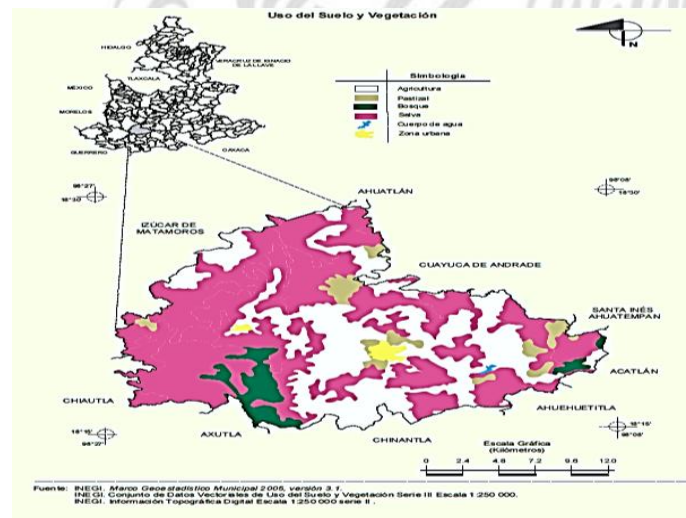 Uso del Suelo y Vegetación
N
HIDALGO
VERACRUZ DE IGNACIO
DE LA LLAVE
TLAXCALA
MÉXICO
MORELOS
GUERRERO
OAXACA
Simbología
Agricultura
Pastizal
Bosque
Selva
Cuerpo de agua
Zona urbana
98°27'
18°30'
98°08'
18°30'
AHUATLÁN
IZÚCAR DE
MATAMOROS
CUAYUCA DE ANDRADE
SANTA INÉS
AHUATEMPAN
ACATLÁN
CHIAUTLA
AHUEHUETITLA
AXUTLA
CHINANTLA
18°15'
98°27'
18°15'
98°08'
Escala Gráfica
(Kilómetros)
0 2.4 4.8 7.2 9.6 12.0
Fuente: INEGI. Marco Geoestadístico Municipal 2005, versión 3.1.
INEGI. Conjunto de Datos Vectoriales de Uso del Suelo y Vegetación Serie III Escala 1:250 000.
INEGI. Información Topográfica Digital Escala 1:250 000 serie II .